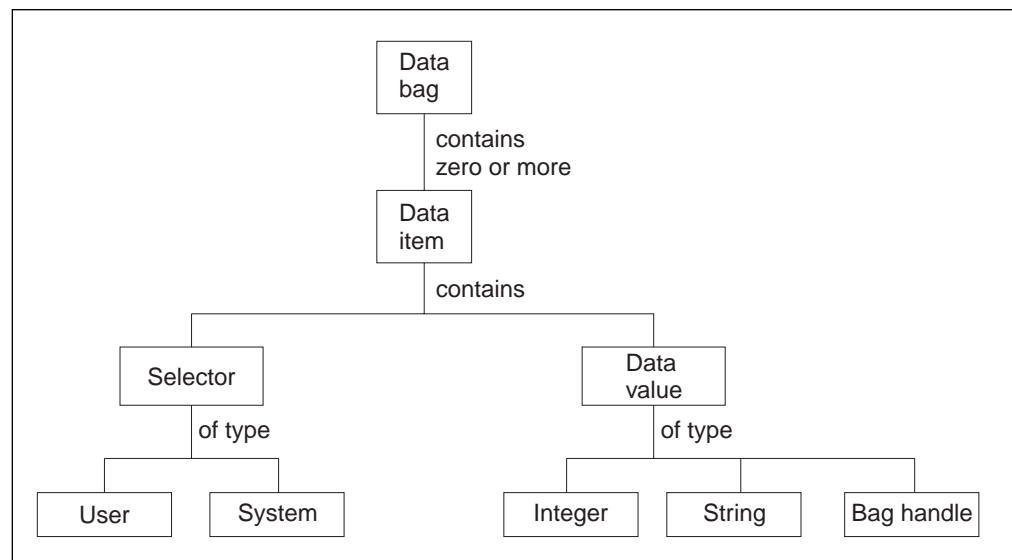 Data
bag
contains
zero or more
Data
item
contains
Selector
Data
value
of type
of type
User
System
Integer
String
Bag handle